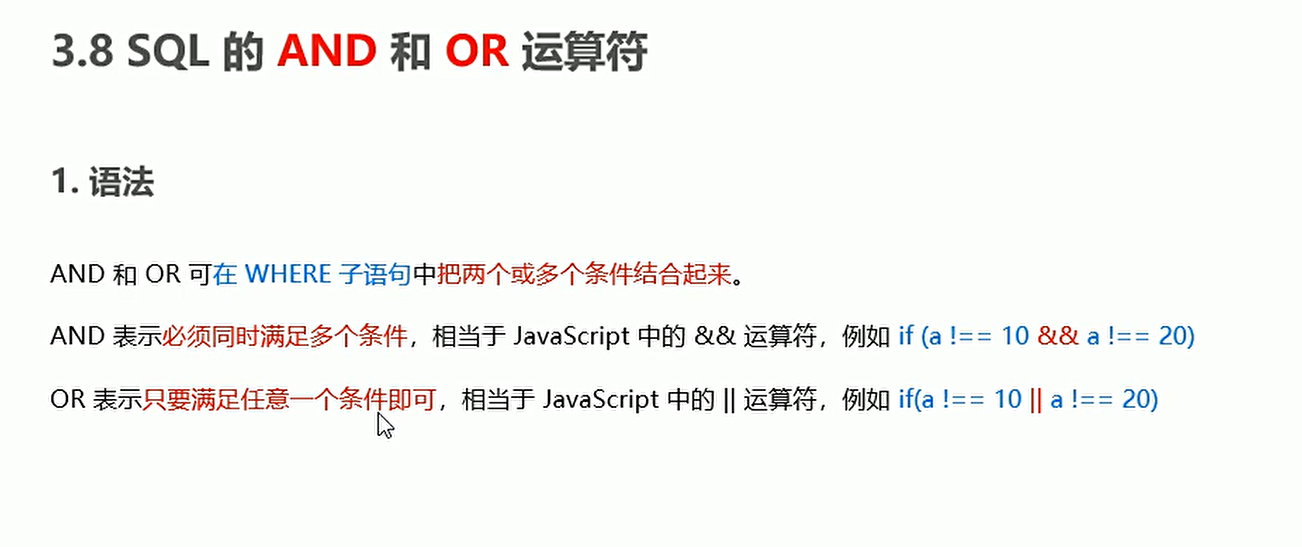 3.8 SQL 的 AND 和 OR 运算符
1. 语法
AND 和 OR 可在 WHERE 子语句中把两个或多个条件结合起来。
AND 表示必须同时满足多个条件，相当于 JavaScript 中的 && 运算符，例如 if (a !== 10 && a !== 20)
OR 表示只要满足任意一个条件即可，相当于 JavaScript 中的 || 运算符，例如 if(a !== 10 || a !== 20)